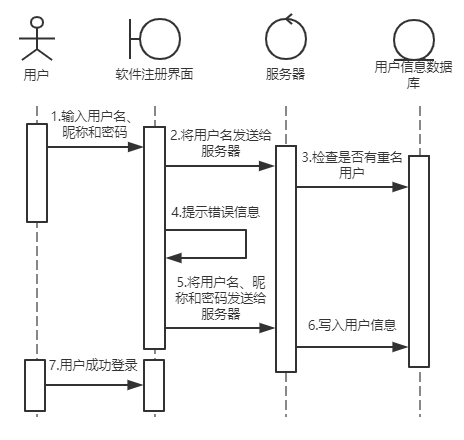 用户
软件注册界面
服务器
用户信息数据
库
1.输入用户名、
昵称和密码
2.将用户名发送给
服务器
3.检查是否有重名
用户
4.提示错误信息
5.将用户名、昵
称和密码发送给
服务器
6.写入用户信息
7.用户成功登录